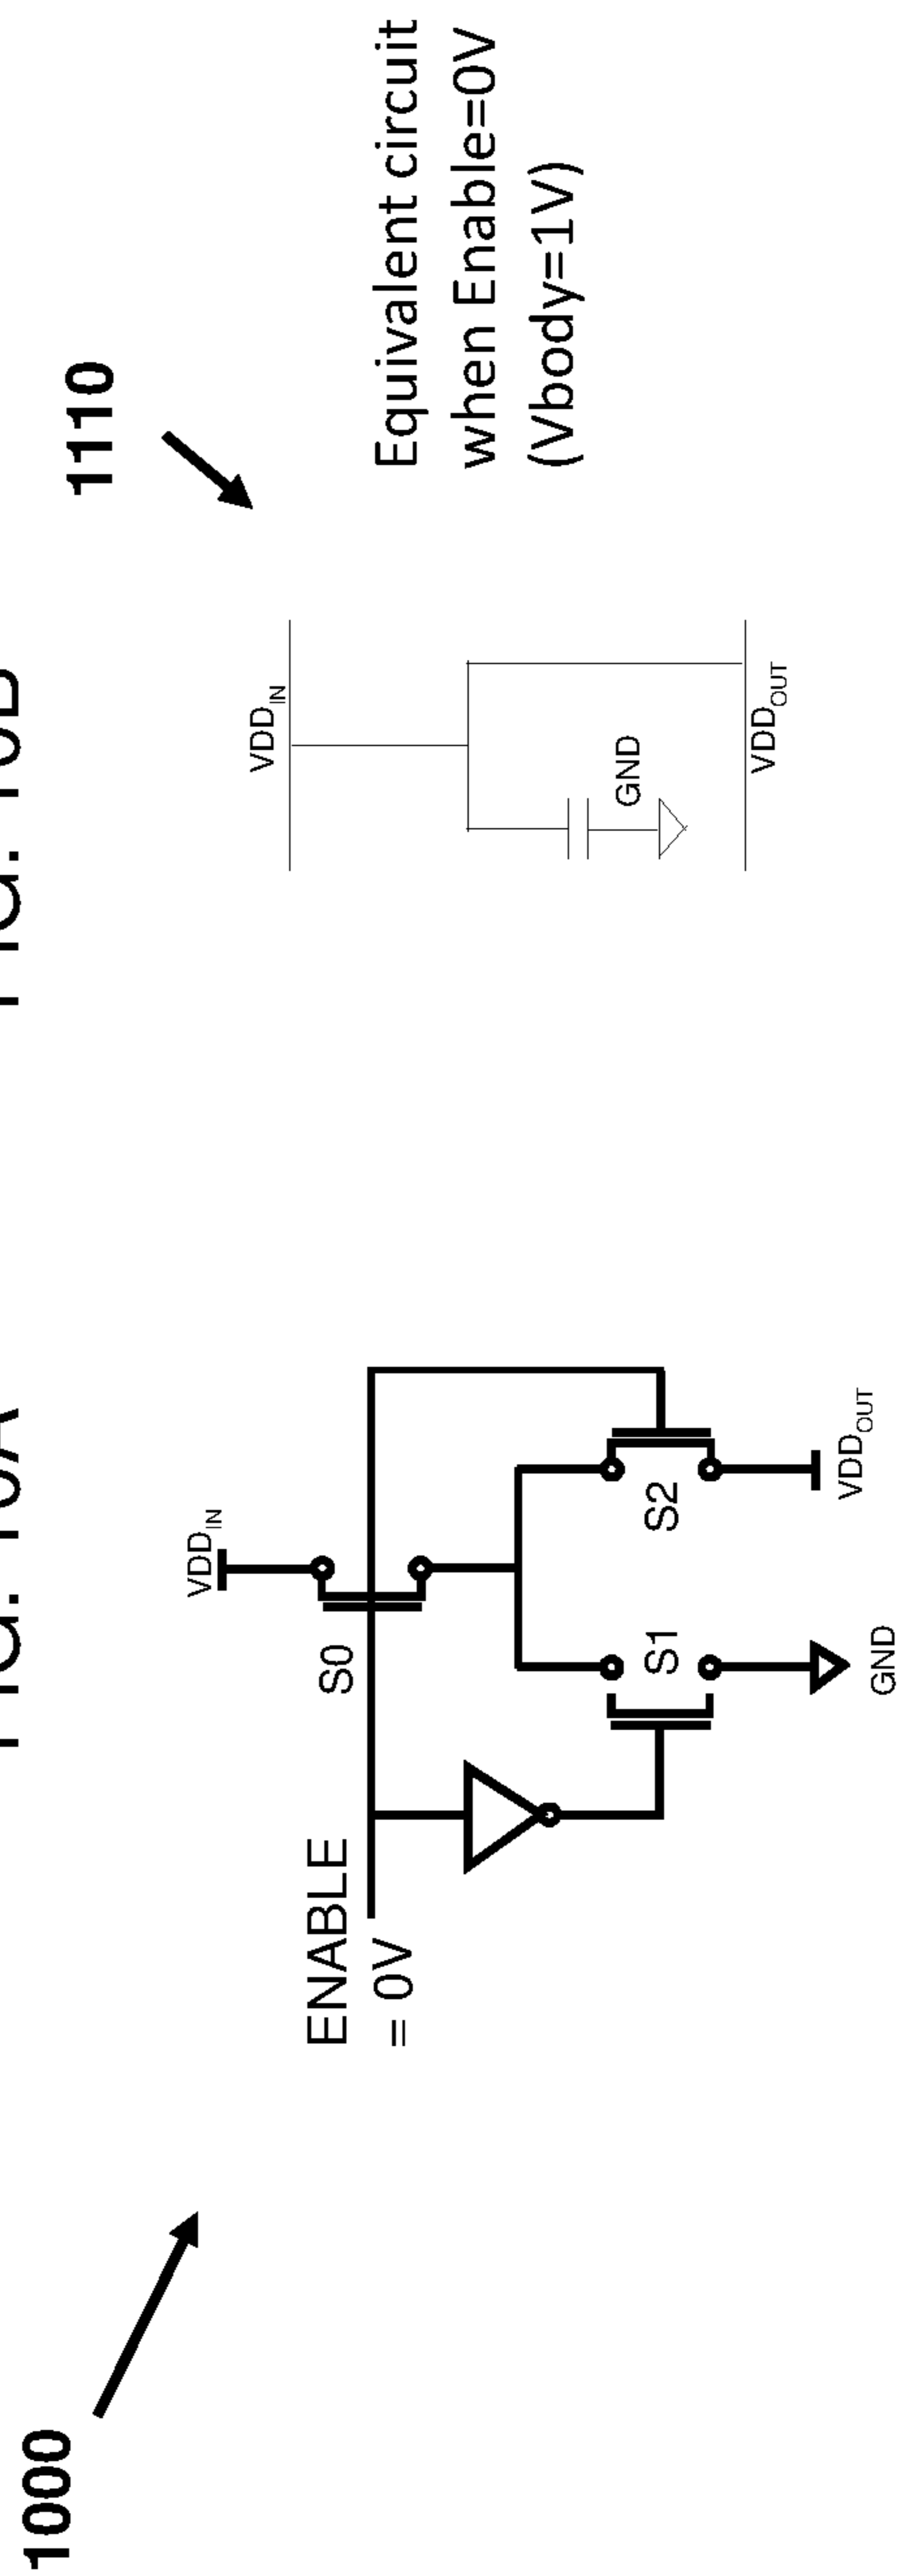 1000
1110
ENABLE
= 0V
VDD_IN
S0
S1
S2
GND
VDD_OUT
VDD_IN
GND
VDD_OUT
Equivalent circuit
when Enable=0V
(Vbody=1V)